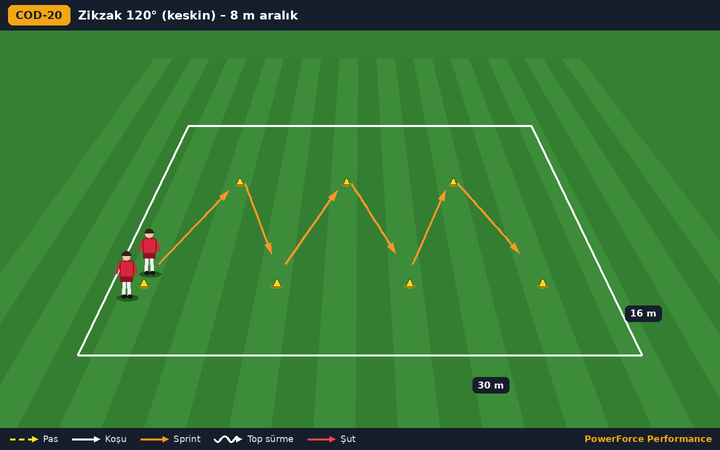 COD-20 Zikzak 120° (keskin) – 8 m aralık
16 m
30 m
Pas Koşu Sprint Top sürme Şut PowerForce Performance